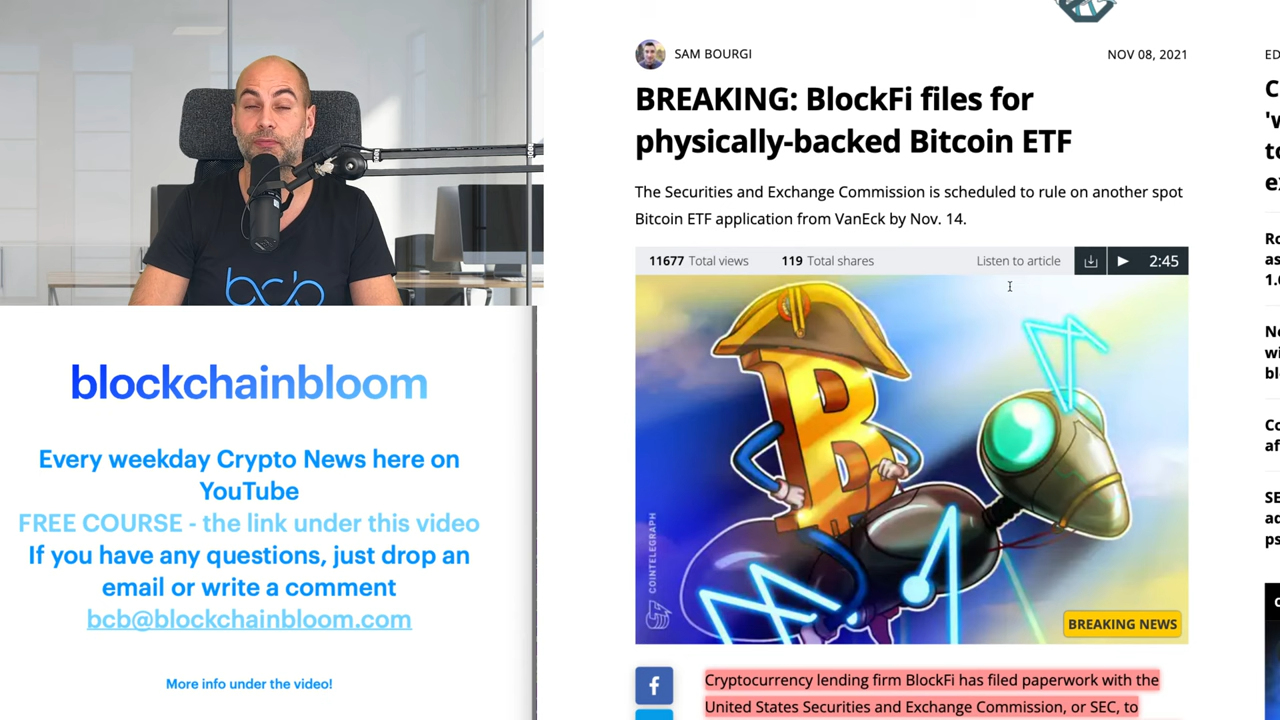 bcb
blockchainbloom
Every weekday Crypto News here on
YouTube
FREE COURSE - the link under this video
If you have any questions, just drop an
email or write a comment
bcb@blockchainbloom.com
More info under the video!
SAM BOURGI
NOV 08, 2021
BREAKING: BlockFi files for
physically-backed Bitcoin ETF
The Securities and Exchange Commission is scheduled to rule on another spot
Bitcoin ETF application from VanEck by Nov. 14.
11677 Total views 119 Total shares Listen to article 2:45
COINTELEGRAPH
BREAKING NEWS
Cryptocurrency lending firm BlockFi has filed paperwork with the
United States Securities and Exchange Commission, or SEC, to